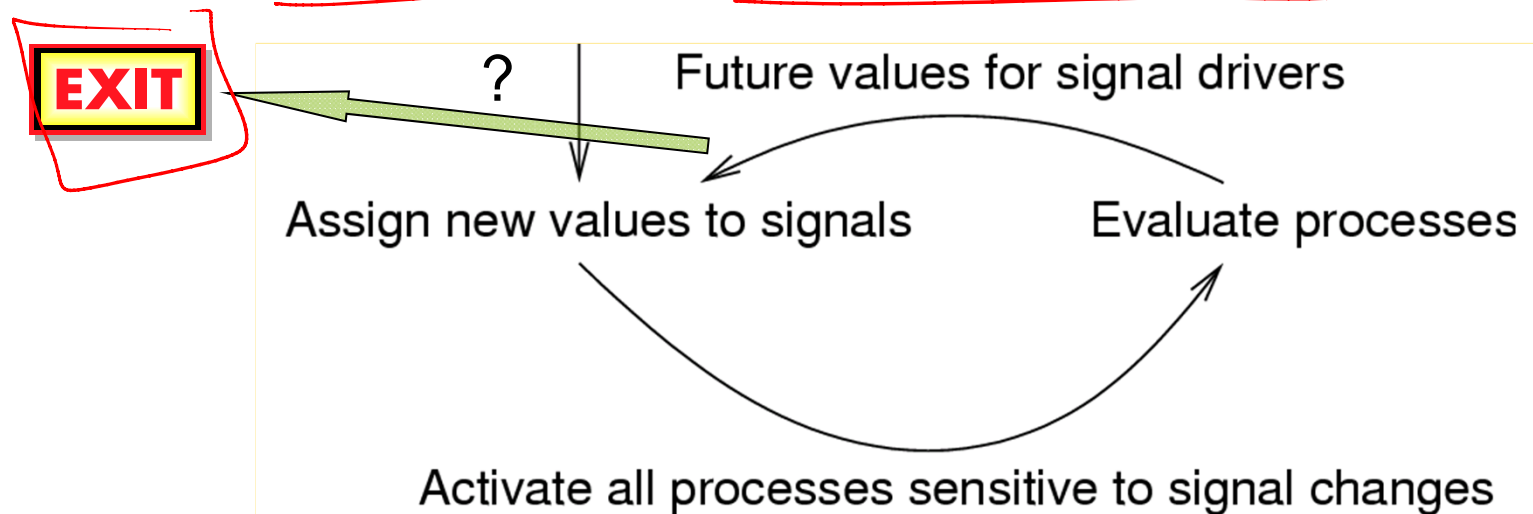 EXIT
?
Future values for signal drivers
Assign new values to signals
Evaluate processes
Activate all processes sensitive to signal changes